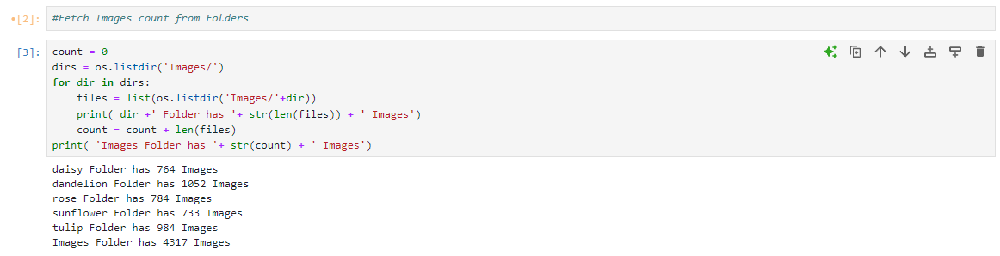 •[2]: #Fetch Images count from Folders
[3]: count = 0
dirs = os.listdir('Images/')
for dir in dirs:
    files = list(os.listdir('Images/'+dir))
    print( dir +' Folder has '+ str(len(files)) + ' Images')
    count = count + len(files)
print( 'Images Folder has '+ str(count) + ' Images')
daisy Folder has 764 Images
dandelion Folder has 1052 Images
rose Folder has 784 Images
sunflower Folder has 733 Images
tulip Folder has 984 Images
Images Folder has 4317 Images